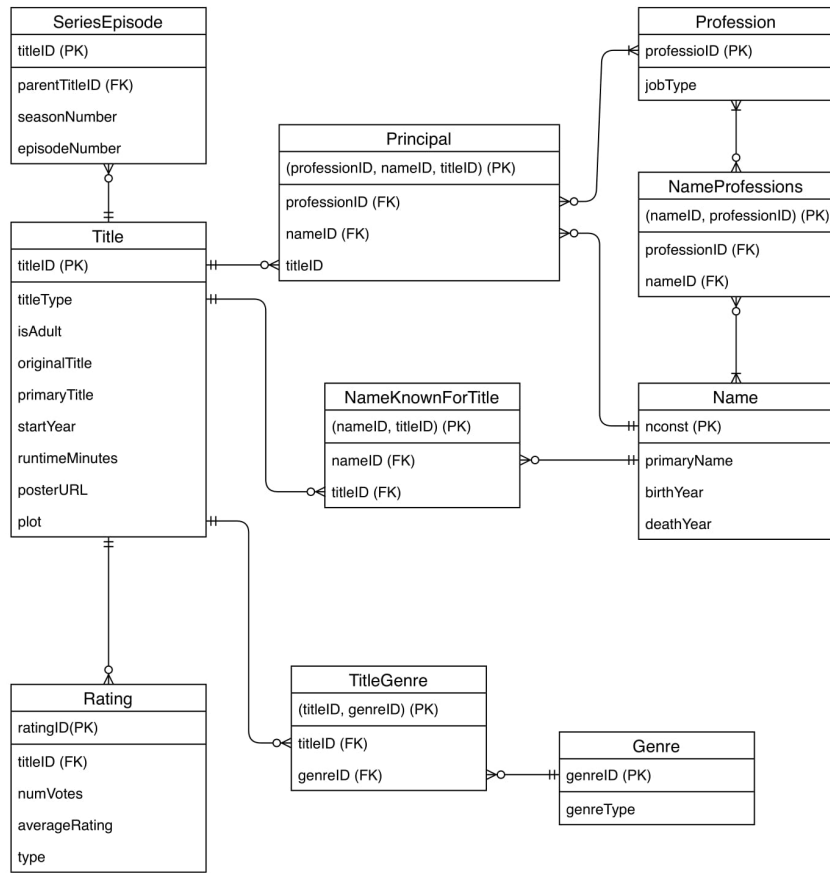 SeriesEpisode
titleID (PK)
parentTitleID (FK)
seasonNumber
episodeNumber
Profession
professioID (PK)
jobType
Principal
(professionID, nameID, titleID) (PK)
professionID (FK)
nameID (FK)
titleID
NameProfessions
(nameID, professionID) (PK)
professionID (FK)
nameID (FK)
Title
titleID (PK)
titleType
isAdult
originalTitle
primaryTitle
startYear
runtimeMinutes
posterURL
plot
NameKnownForTitle
(nameID, titleID) (PK)
nameID (FK)
titleID (FK)
Name
nconst (PK)
primaryName
birthYear
deathYear
Rating
ratingID(PK)
titleID (FK)
numVotes
averageRating
type
TitleGenre
(titleID, genreID) (PK)
titleID (FK)
genreID (FK)
Genre
genreID (PK)
genreType